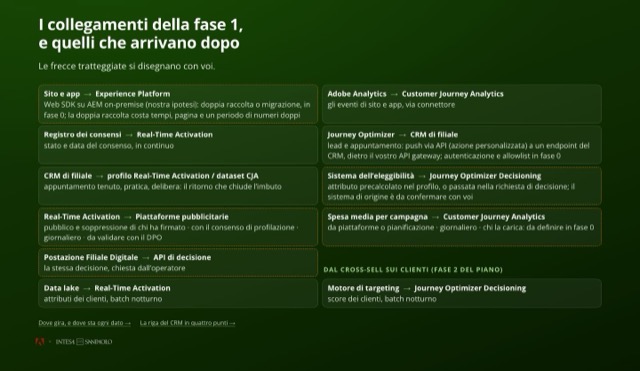 I collegamenti della fase 1,
e quelli che arrivano dopo
Le frecce tratteggiate si disegnano con voi.
Sito e app → Experience Platform
Web SDK su AEM on-premise (nostra ipotesi): doppia raccolta o migrazione, in
fase 0; la doppia raccolta costa tempi, pagina e un periodo di numeri doppi
Registro dei consensi → Real-Time Activation
stato e data del consenso, in continuo
CRM di filiale → profilo Real-Time Activation / dataset CJA
appuntamento tenuto, pratica, delibera: il ritorno che chiude l'imbuto
Real-Time Activation → Piattaforme pubblicitarie
pubblico e soppressione di chi ha firmato · con il consenso di profilazione ·
giornaliero · da validare con il DPO
Postazione Filiale Digitale → API di decisione
la stessa decisione, chiesta dall'operatore
Data lake → Real-Time Activation
attributi dei clienti, batch notturno
Adobe Analytics → Customer Journey Analytics
gli eventi di sito e app, via connettore
Journey Optimizer → CRM di filiale
lead e appuntamento: push via API (azione personalizzata) a un endpoint del
CRM, dietro il vostro API gateway; autenticazione e allowlist in fase 0
Sistema dell'eleggibilità → Journey Optimizer Decisioning
attributo precalcolato nel profilo, o passata nella richiesta di decisione; il
sistema di origine è da confermare con voi
Spesa media per campagna → Customer Journey Analytics
da piattaforme o pianificazione · giornaliero · chi la carica: da definire in fase 0
DAL CROSS-SELL SUI CLIENTI (FASE 2 DEL PIANO)
Motore di targeting → Journey Optimizer Decisioning
score dei clienti, batch notturno
Dove gira, e dove sta ogni dato → La riga del CRM in quattro punti →
INTESA SANPAOLO